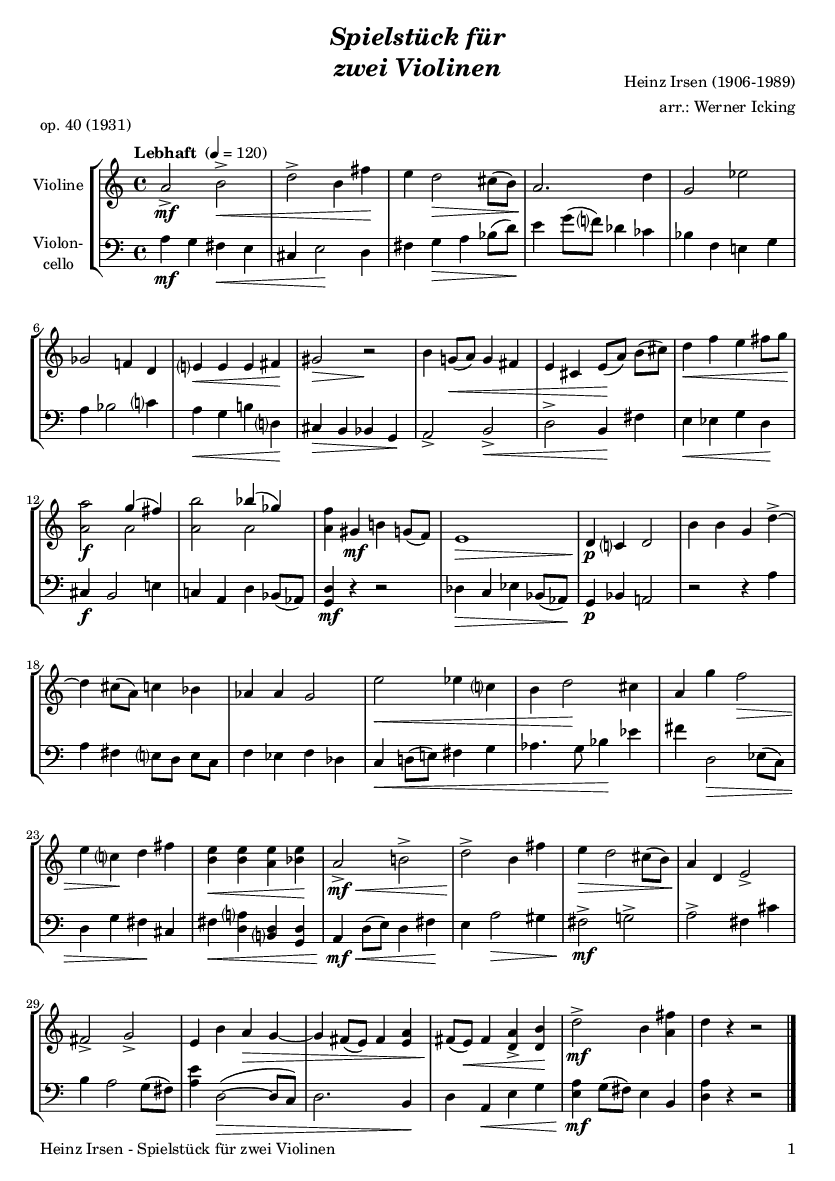 Spielstück für
zwei Violinen
Heinz Irsen (1906-1989)
arr.: Werner Icking
op. 40 (1931)
Lebhaft (♩ = 120)
Violine
mf
Violon-
cello
mf
6
12
f
mf
p
f
mf
p
18
23
mf
mf
mf
29
mf
mf
Heinz Irsen - Spielstück für zwei Violinen 1